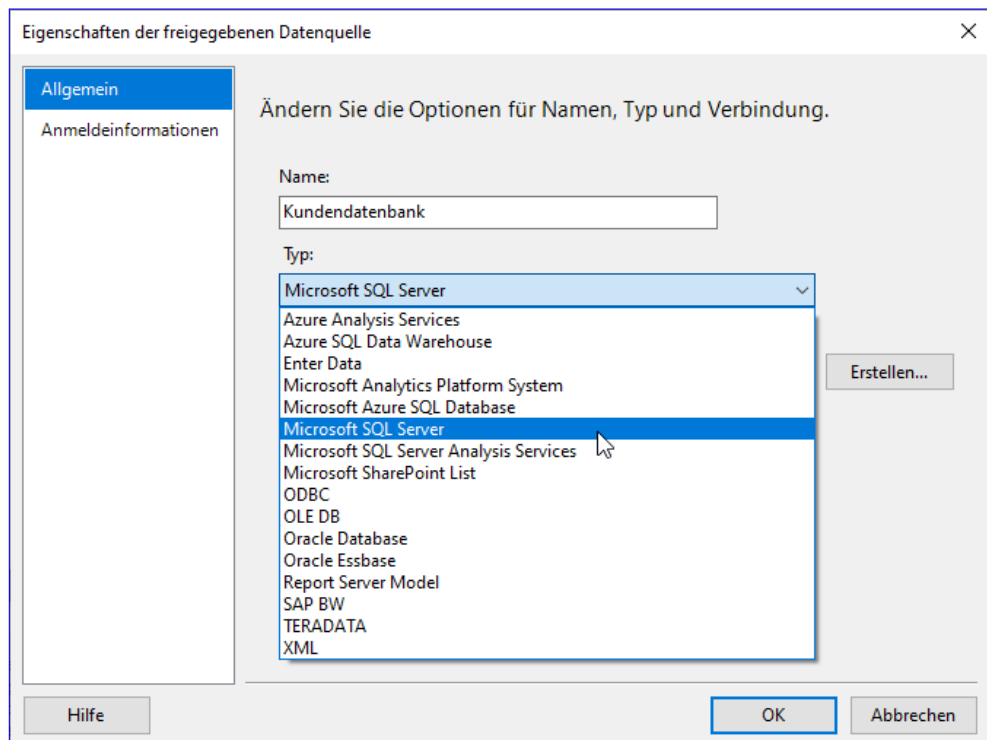 Eigenschaften der freigegebenen Datenquelle
Allgemein
Anmeldeinformationen
Ändern Sie die Optionen für Namen, Typ und Verbindung.
Name:
Kundendatenbank
Typ:
Microsoft SQL Server
Azure Analysis Services
Azure SQL Data Warehouse
Enter Data
Microsoft Analytics Platform System
Microsoft Azure SQL Database
Microsoft SQL Server
Microsoft SQL Server Analysis Services
Microsoft SharePoint List
ODBC
OLE DB
Oracle Database
Oracle Essbase
Report Server Model
SAP BW
TERADATA
XML
Erstellen...
Hilfe
OK
Abbrechen